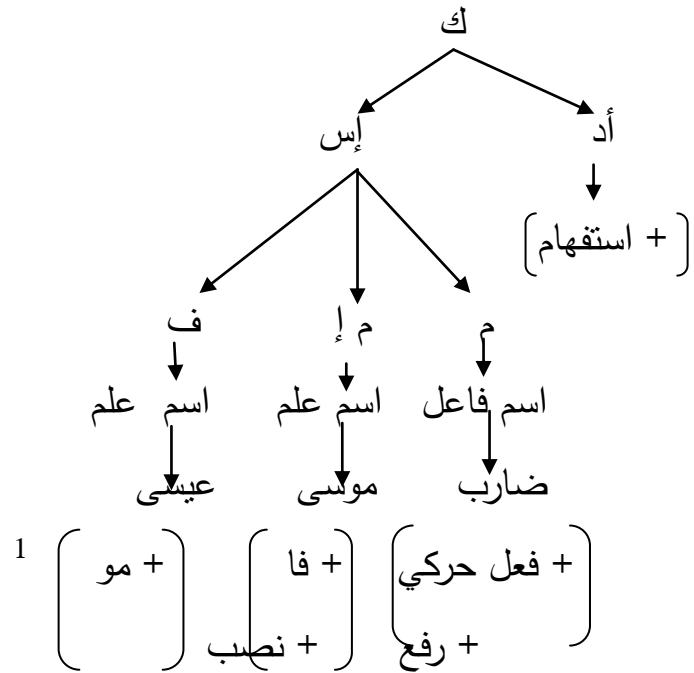 ك
أد إس
[+ استفهام]
م م إ ف
اسم فاعل اسم علم اسم علم
ضارب موسى عيسى
+ فعل حركي + فا + مو 1
+ رفع + نصب